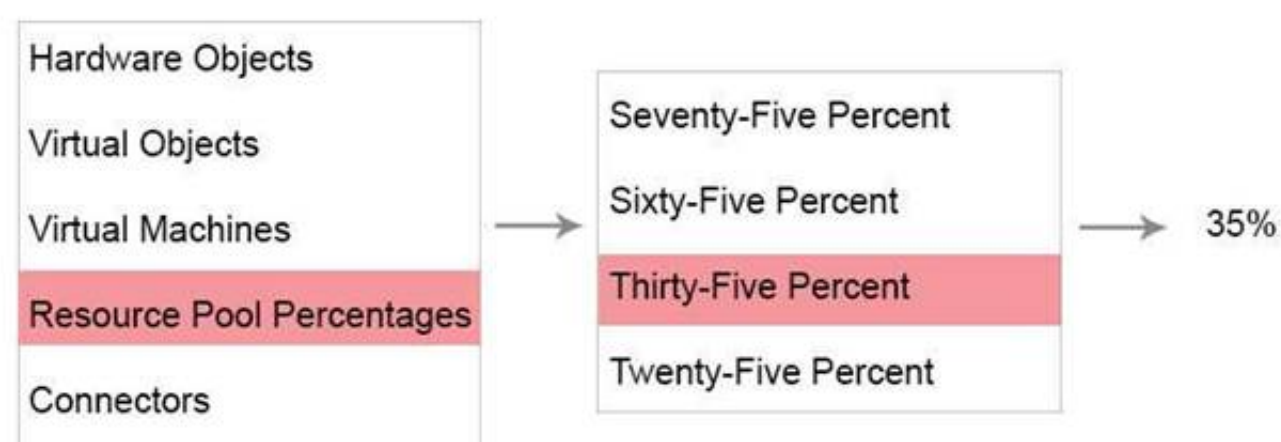 Hardware Objects
Virtual Objects
Virtual Machines
Resource Pool Percentages
Connectors
Seventy-Five Percent
Sixty-Five Percent
Thirty-Five Percent
Twenty-Five Percent
35%